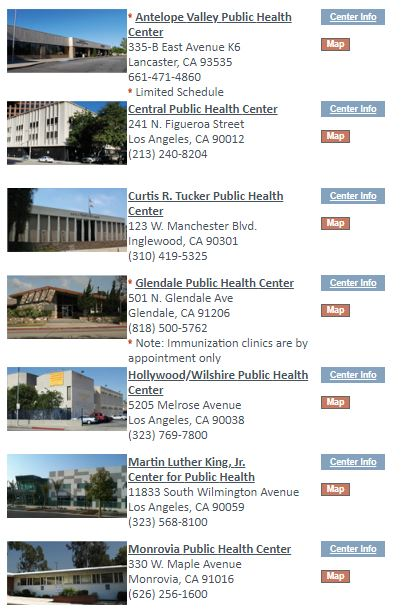 * Antelope Valley Public Health
Center
335-B East Avenue K6
Lancaster, CA 93535
661-471-4860
* Limited Schedule
Center Info
Map
Central Public Health Center
241 N. Figueroa Street
Los Angeles, CA 90012
(213) 240-8204
Center Info
Map
Curtis R. Tucker Public Health
Center
123 W. Manchester Blvd.
Inglewood, CA 90301
(310) 419-5325
Center Info
Map
* Glendale Public Health Center
501 N. Glendale Ave
Glendale, CA 91206
(818) 500-5762
* Note: Immunization clinics are by
appointment only
Center Info
Map
Hollywood/Wilshire Public Health
Center
5205 Melrose Avenue
Los Angeles, CA 90038
(323) 769-7800
Center Info
Map
Martin Luther King, Jr.
Center for Public Health
11833 South Wilmington Avenue
Los Angeles, CA 90059
(323) 568-8100
Center Info
Map
Monrovia Public Health Center
330 W. Maple Avenue
Monrovia, CA 91016
(626) 256-1600
Center Info
Map